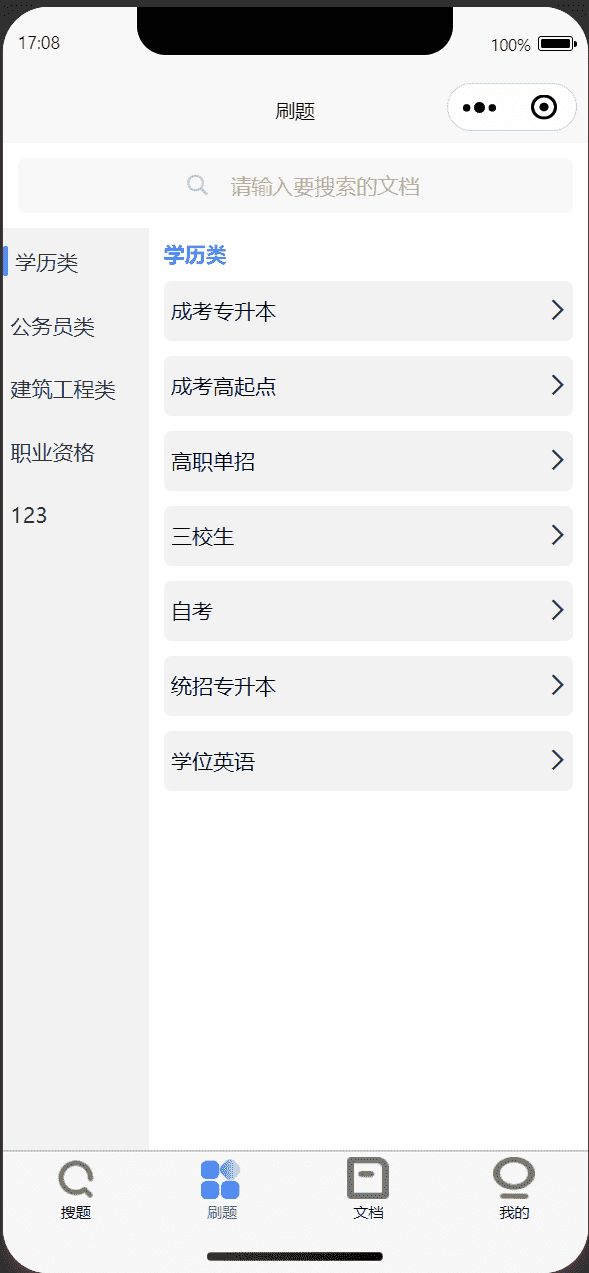 17:08
100%
刷题
请输入要搜索的文档
学历类
公务员类
建筑工程类
职业资格
123
学历类
成考专升本
成考高起点
高职单招
三校生
自考
统招专升本
学位英语
搜题
刷题
文档
我的